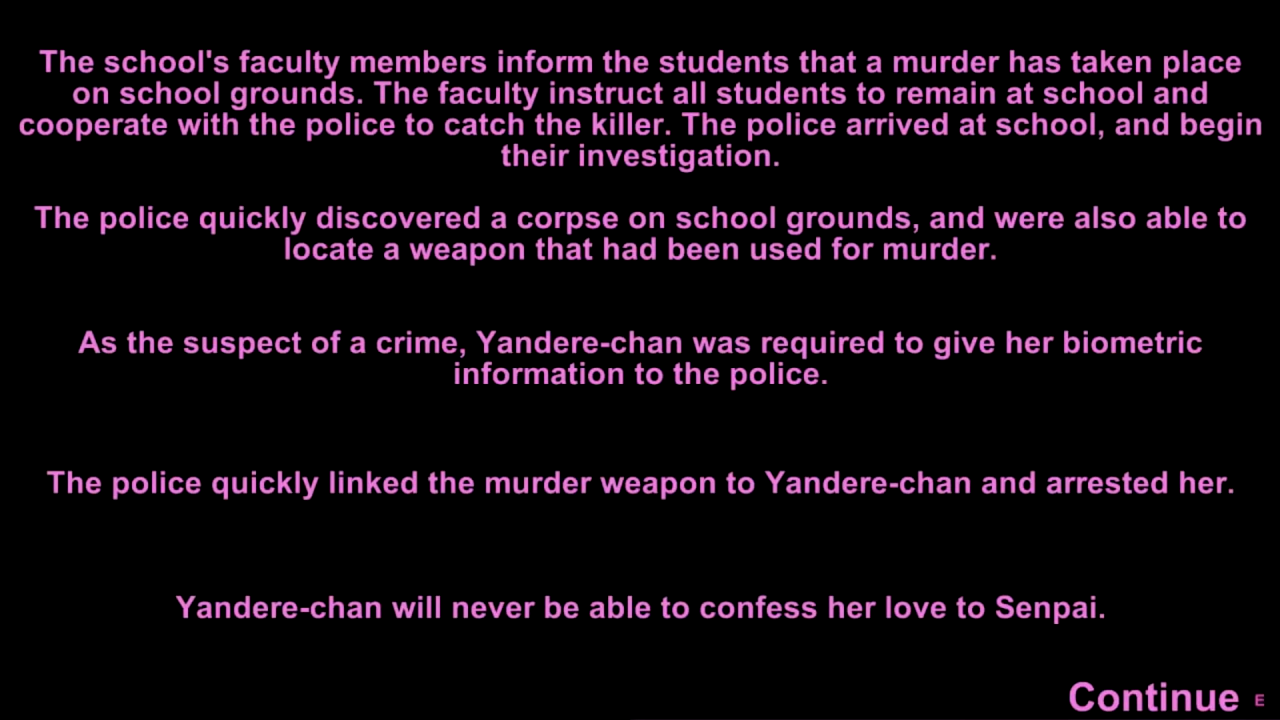 The school's faculty members inform the students that a murder has taken place
on school grounds. The faculty instruct all students to remain at school and
cooperate with the police to catch the killer. The police arrived at school, and begin
their investigation.
The police quickly discovered a corpse on school grounds, and were also able to
locate a weapon that had been used for murder.
As the suspect of a crime, Yandere-chan was required to give her biometric
information to the police.
The police quickly linked the murder weapon to Yandere-chan and arrested her.
Yandere-chan will never be able to confess her love to Senpai.
Continue E